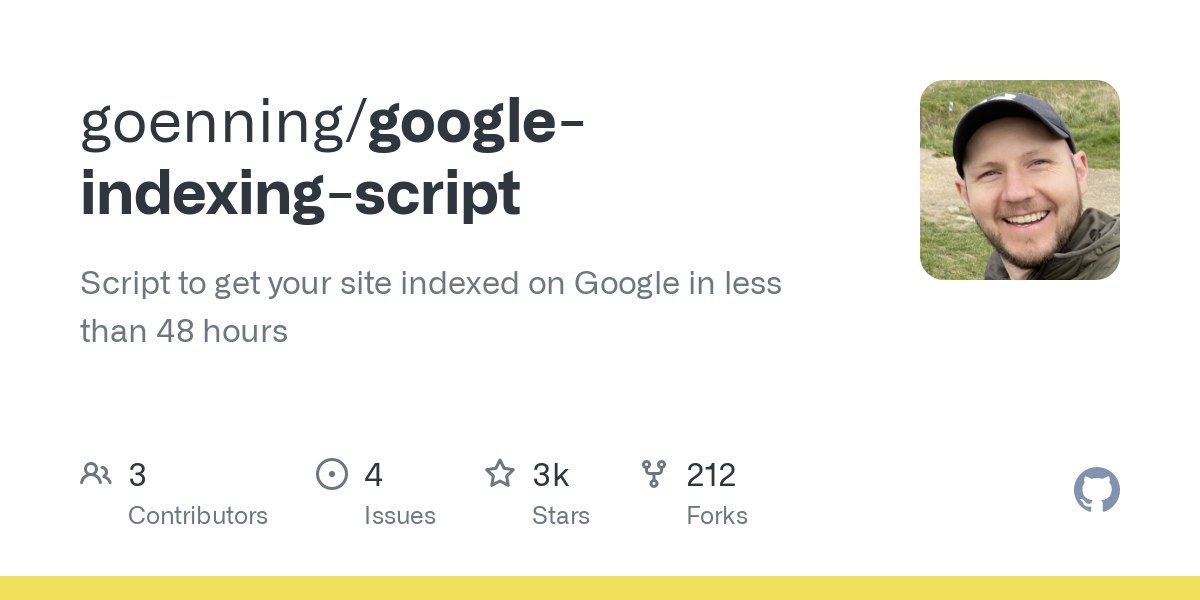 goenning/google-
indexing-script
Script to get your site indexed on Google in less
than 48 hours
3
Contributors
4
Issues
3k
Stars
212
Forks